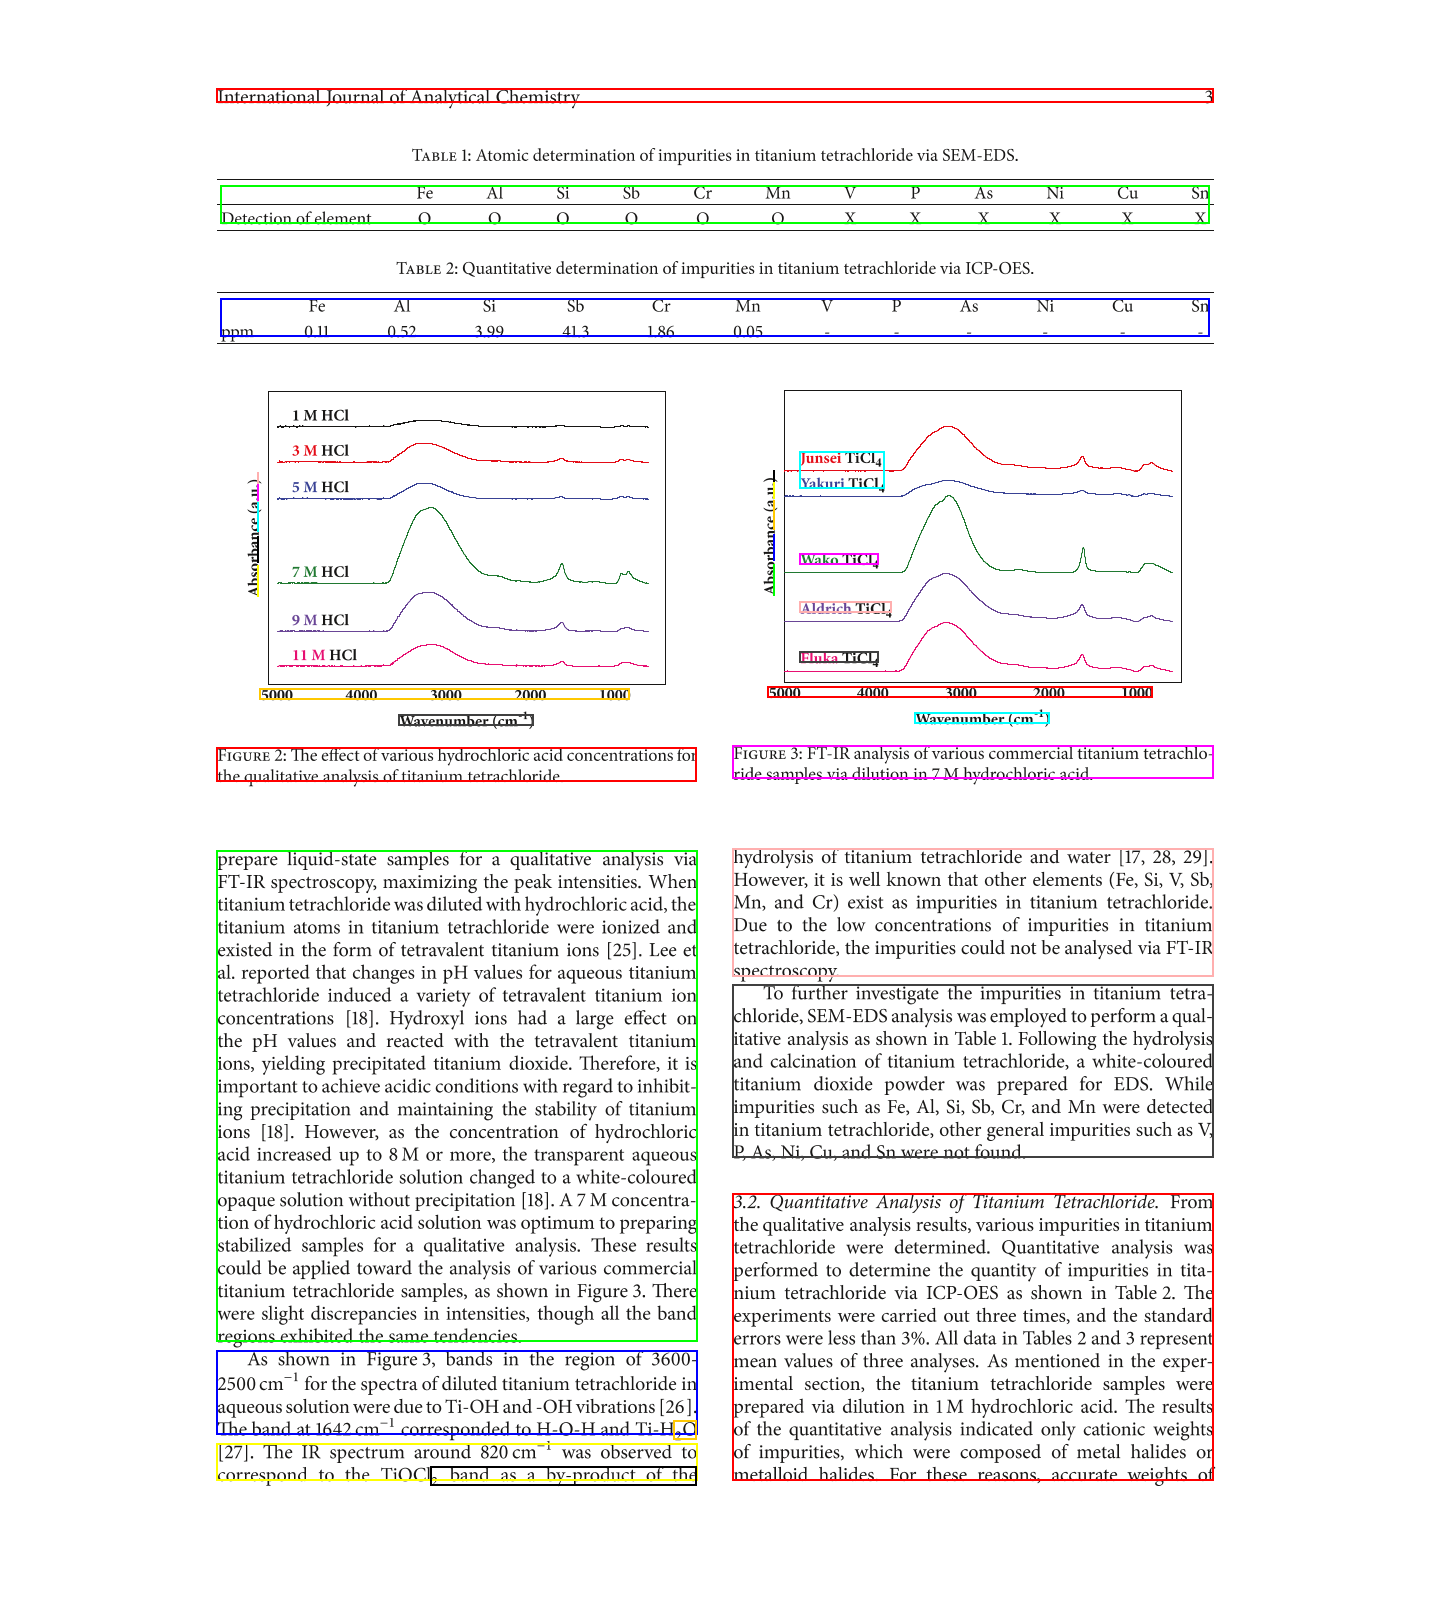 International Journal of Analytical Chemistry 3
Table 1: Atomic determination of impurities in titanium tetrachloride via SEM-EDS.
Fe Al Si Sb Cr Mn V P As Ni Cu Sn
Detection of element O O O O O O X X X X X X
Table 2: Quantitative determination of impurities in titanium tetrachloride via ICP-OES.
Fe Al Si Sb Cr Mn V P As Ni Cu Sn
ppm 0.11 0.52 3.99 41.3 1.86 0.05 - - - - - -
1 M HCl
3 M HCl
5 M HCl
7 M HCl
9 M HCl
11 M HCl
Absorbance (a.u.)
5000 4000 3000 2000 1000
Wavenumber (cm⁻¹)
Figure 2: The effect of various hydrochloric acid concentrations for
the qualitative analysis of titanium tetrachloride.
Junsei TiCl₄
Yakuri TiCl₄
Wako TiCl₄
Aldrich TiCl₄
Fluka TiCl₄
Absorbance (a.u.)
5000 4000 3000 2000 1000
Wavenumber (cm⁻¹)
Figure 3: FT-IR analysis of various commercial titanium tetrachlo-
ride samples via dilution in 7 M hydrochloric acid.
prepare liquid-state samples for a qualitative analysis via
FT-IR spectroscopy, maximizing the peak intensities. When
titanium tetrachloride was diluted with hydrochloric acid, the
titanium atoms in titanium tetrachloride were ionized and
existed in the form of tetravalent titanium ions [25]. Lee et
al. reported that changes in pH values for aqueous titanium
tetrachloride induced a variety of tetravalent titanium ion
concentrations [18]. Hydroxyl ions had a large effect on
the pH values and reacted with the tetravalent titanium
ions, yielding precipitated titanium dioxide. Therefore, it is
important to achieve acidic conditions with regard to inhibit-
ing precipitation and maintaining the stability of titanium
ions [18]. However, as the concentration of hydrochloric
acid increased up to 8 M or more, the transparent aqueous
titanium tetrachloride solution changed to a white-coloured
opaque solution without precipitation [18]. A 7 M concentra-
tion of hydrochloric acid solution was optimum to preparing
stabilized samples for a qualitative analysis. These results
could be applied toward the analysis of various commercial
titanium tetrachloride samples, as shown in Figure 3. There
were slight discrepancies in intensities, though all the band
regions exhibited the same tendencies.
As shown in Figure 3, bands in the region of 3600-
2500 cm⁻¹ for the spectra of diluted titanium tetrachloride in
aqueous solution were due to Ti-OH and -OH vibrations [26].
The band at 1642 cm⁻¹ corresponded to H-O-H and Ti-H₂O
[27]. The IR spectrum around 820 cm⁻¹ was observed to
correspond to the TiOCl₂ band as a by-product of the
hydrolysis of titanium tetrachloride and water [17, 28, 29].
However, it is well known that other elements (Fe, Si, V, Sb,
Mn, and Cr) exist as impurities in titanium tetrachloride.
Due to the low concentrations of impurities in titanium
tetrachloride, the impurities could not be analysed via FT-IR
spectroscopy.
To further investigate the impurities in titanium tetra-
chloride, SEM-EDS analysis was employed to perform a qual-
itative analysis as shown in Table 1. Following the hydrolysis
and calcination of titanium tetrachloride, a white-coloured
titanium dioxide powder was prepared for EDS. While
impurities such as Fe, Al, Si, Sb, Cr, and Mn were detected
in titanium tetrachloride, other general impurities such as V,
P, As, Ni, Cu, and Sn were not found.
3.2. Quantitative Analysis of Titanium Tetrachloride. From
the qualitative analysis results, various impurities in titanium
tetrachloride were determined. Quantitative analysis was
performed to determine the quantity of impurities in tita-
nium tetrachloride via ICP-OES as shown in Table 2. The
experiments were carried out three times, and the standard
errors were less than 3%. All data in Tables 2 and 3 represent
mean values of three analyses. As mentioned in the exper-
imental section, the titanium tetrachloride samples were
prepared via dilution in 1 M hydrochloric acid. The results
of the quantitative analysis indicated only cationic weights
of impurities, which were composed of metal halides or
metalloid halides. For these reasons, accurate weights of